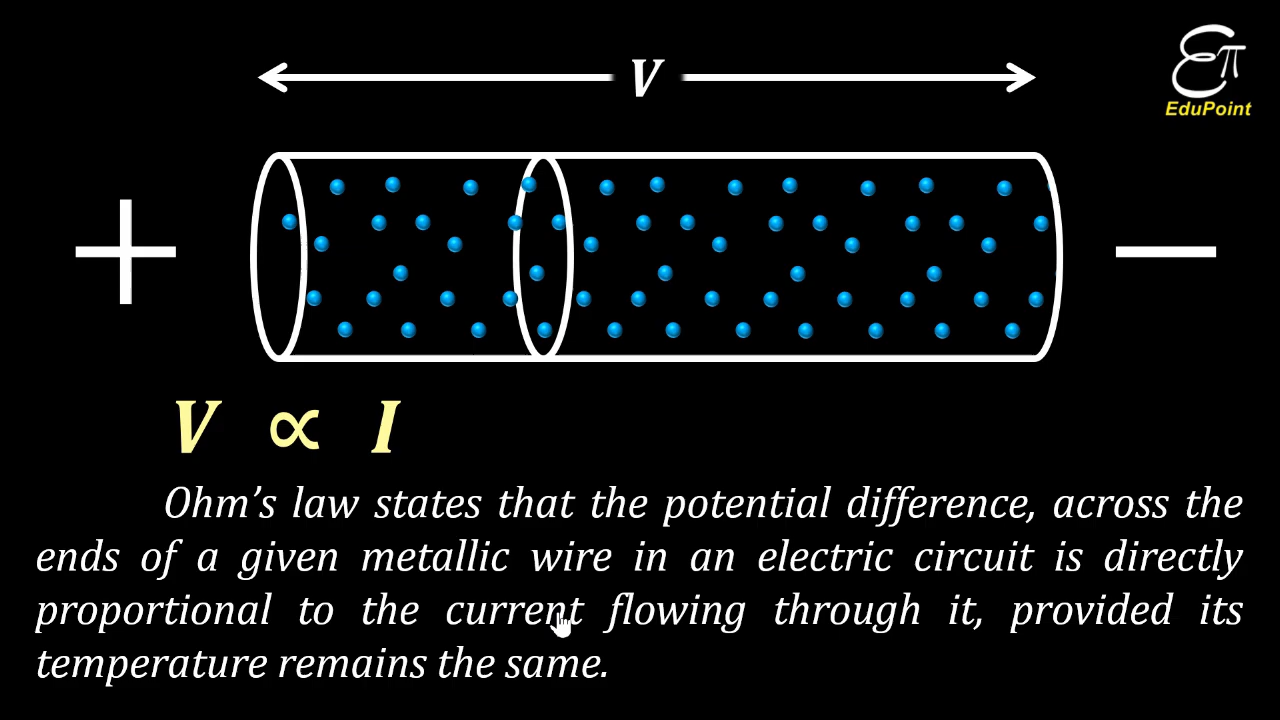 V
Eπ
EduPoint
+
−
V ∝ I
Ohm’s law states that the potential difference, across the
ends of a given metallic wire in an electric circuit is directly
proportional to the current flowing through it, provided its
temperature remains the same.